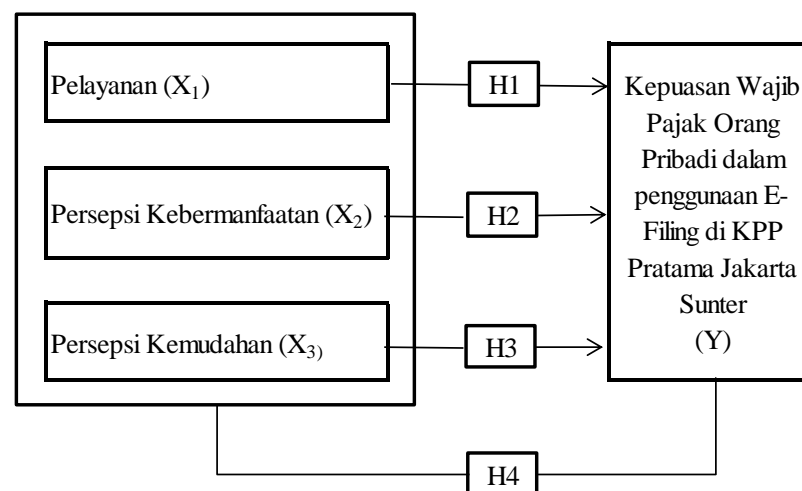 Pelayanan (X1)
H1
Persepsi Kebermanfaatan (X2)
H2
Persepsi Kemudahan (X3)
H3
Kepuasan Wajib
Pajak Orang
Pribadi dalam
penggunaan E-
Filing di KPP
Pratama Jakarta
Sunter
(Y)
H4